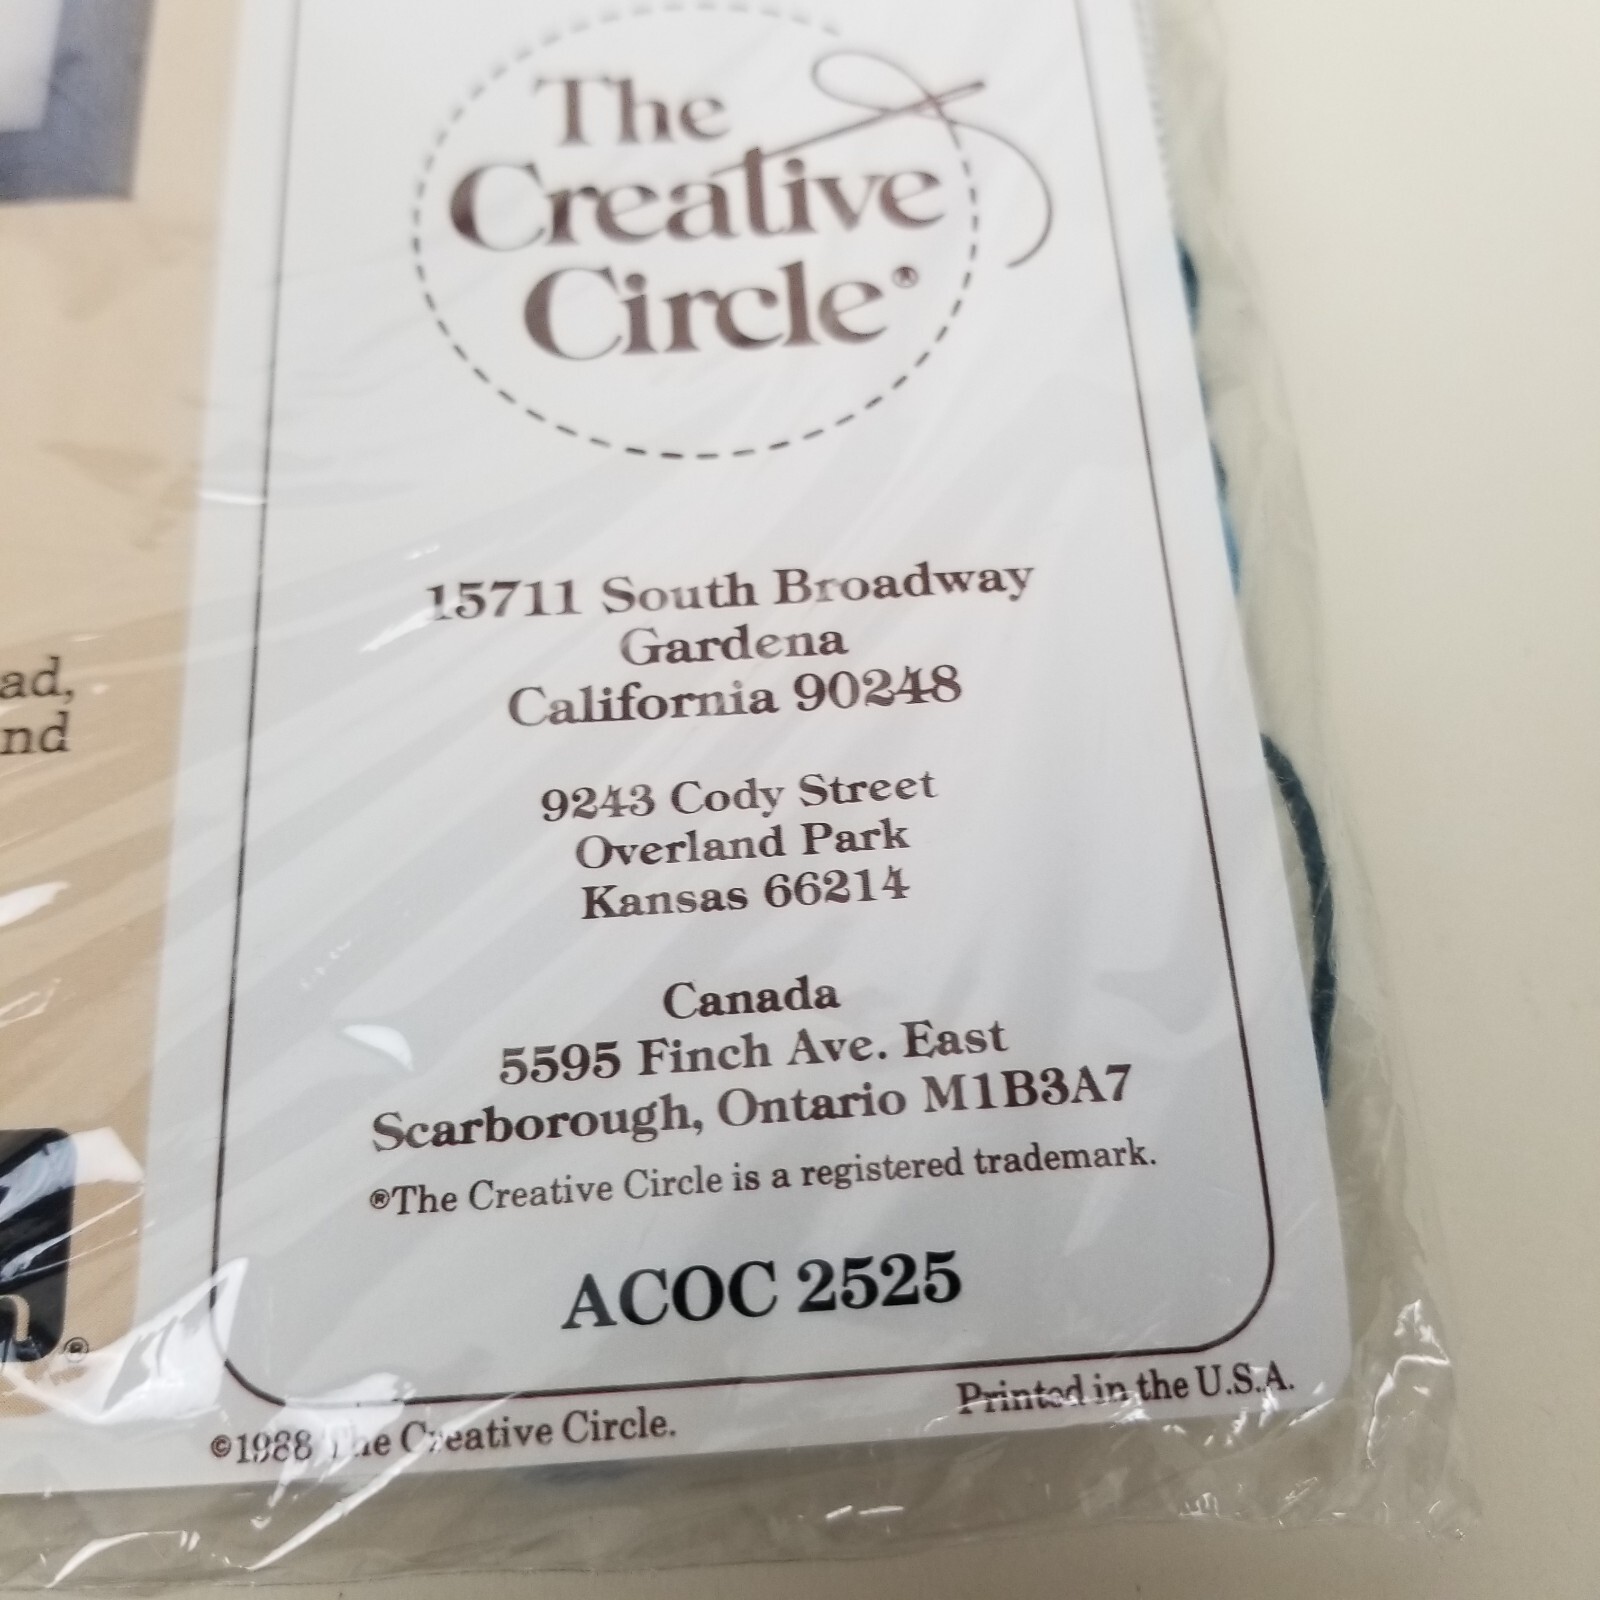 The
Creative
Circle®
15711 South Broadway
Gardena
California 90248
9243 Cody Street
Overland Park
Kansas 66214
Canada
5595 Finch Ave. East
Scarborough, Ontario M1B3A7
®The Creative Circle is a registered trademark.
ACOC 2525
Printed in the U.S.A.
©1988 The Creative Circle.
ad,
nd
®